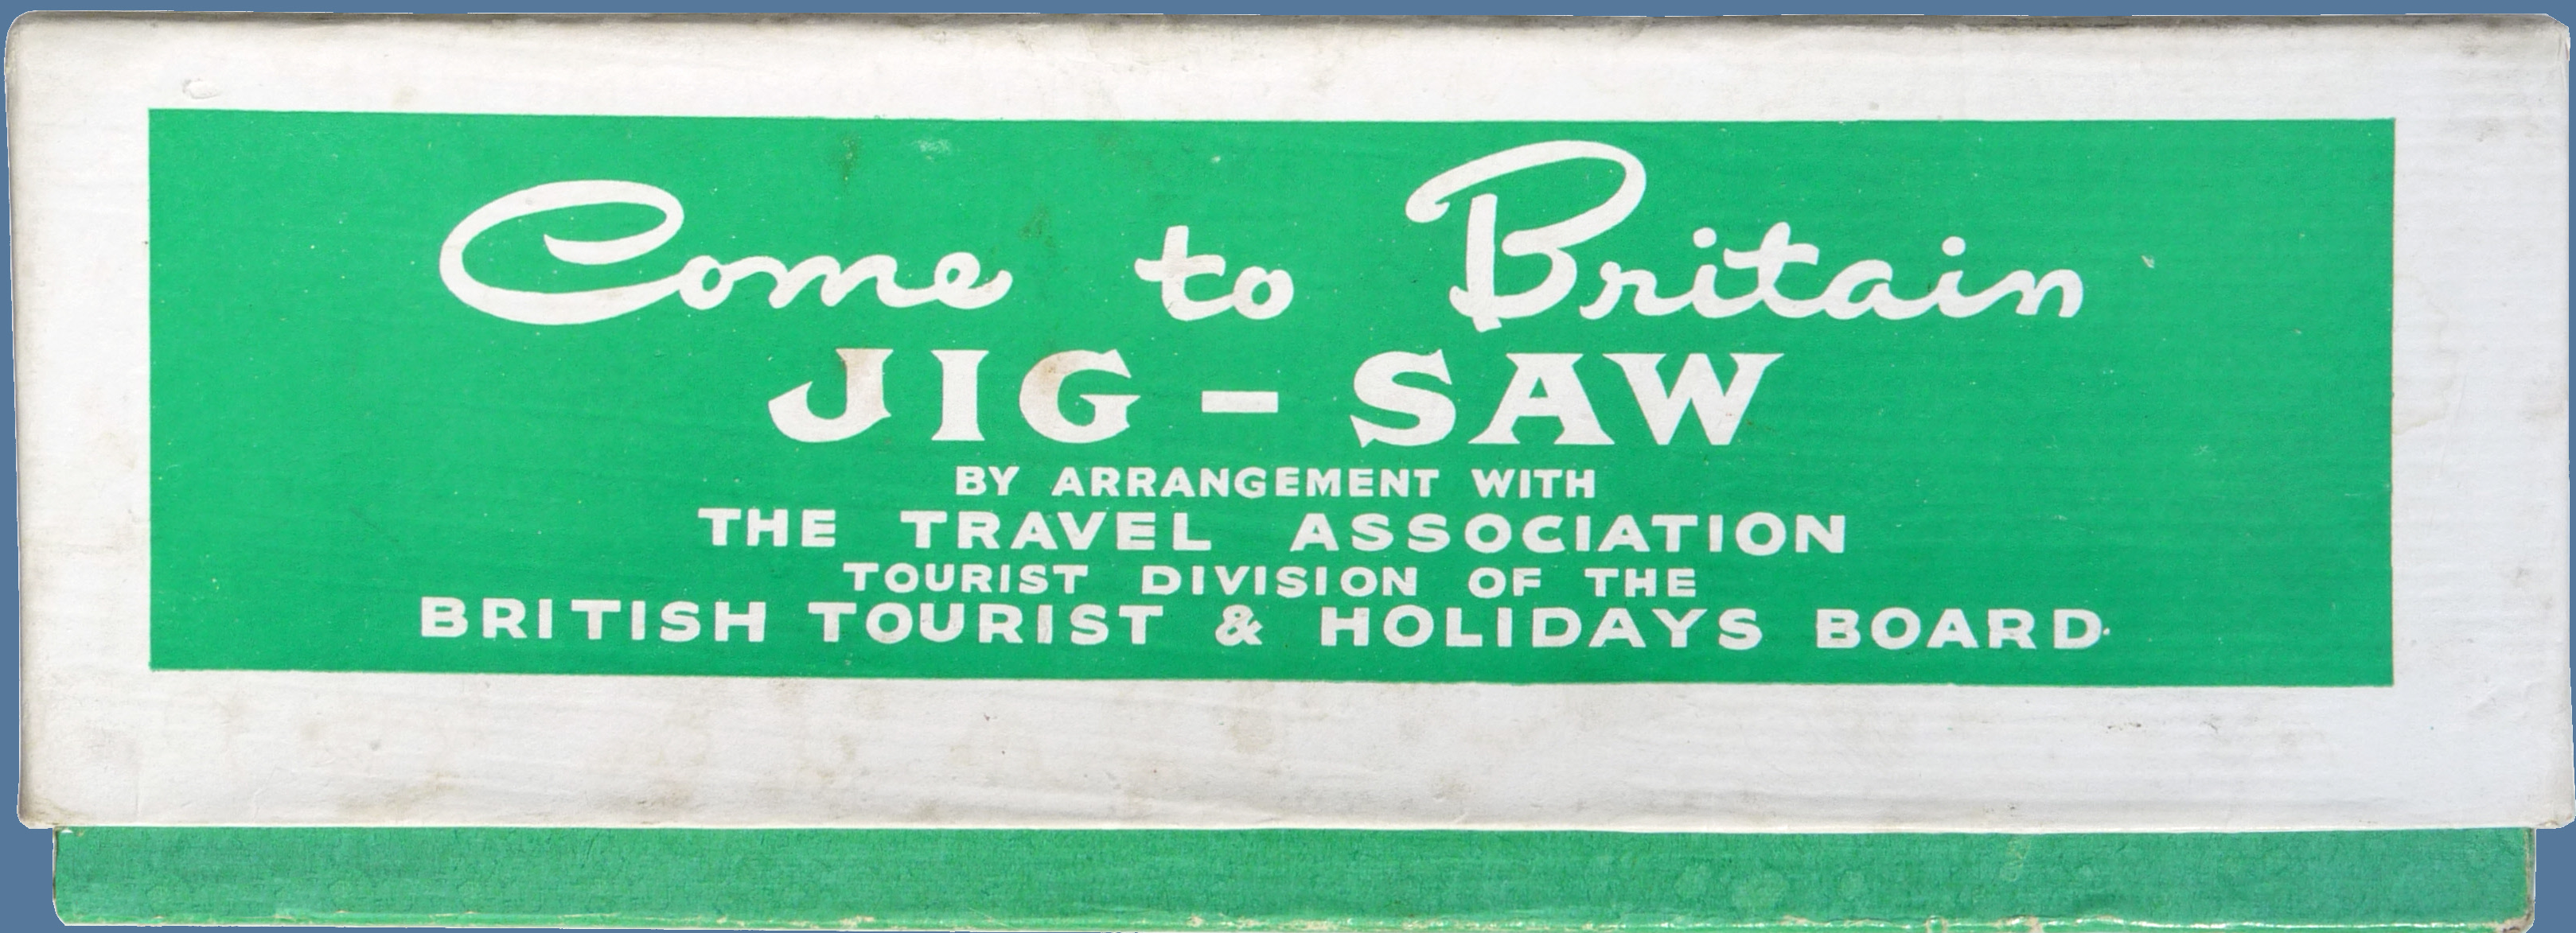 Come to Britain
JIG - SAW
BY ARRANGEMENT WITH
THE TRAVEL ASSOCIATION
TOURIST DIVISION OF THE
BRITISH TOURIST & HOLIDAYS BOARD